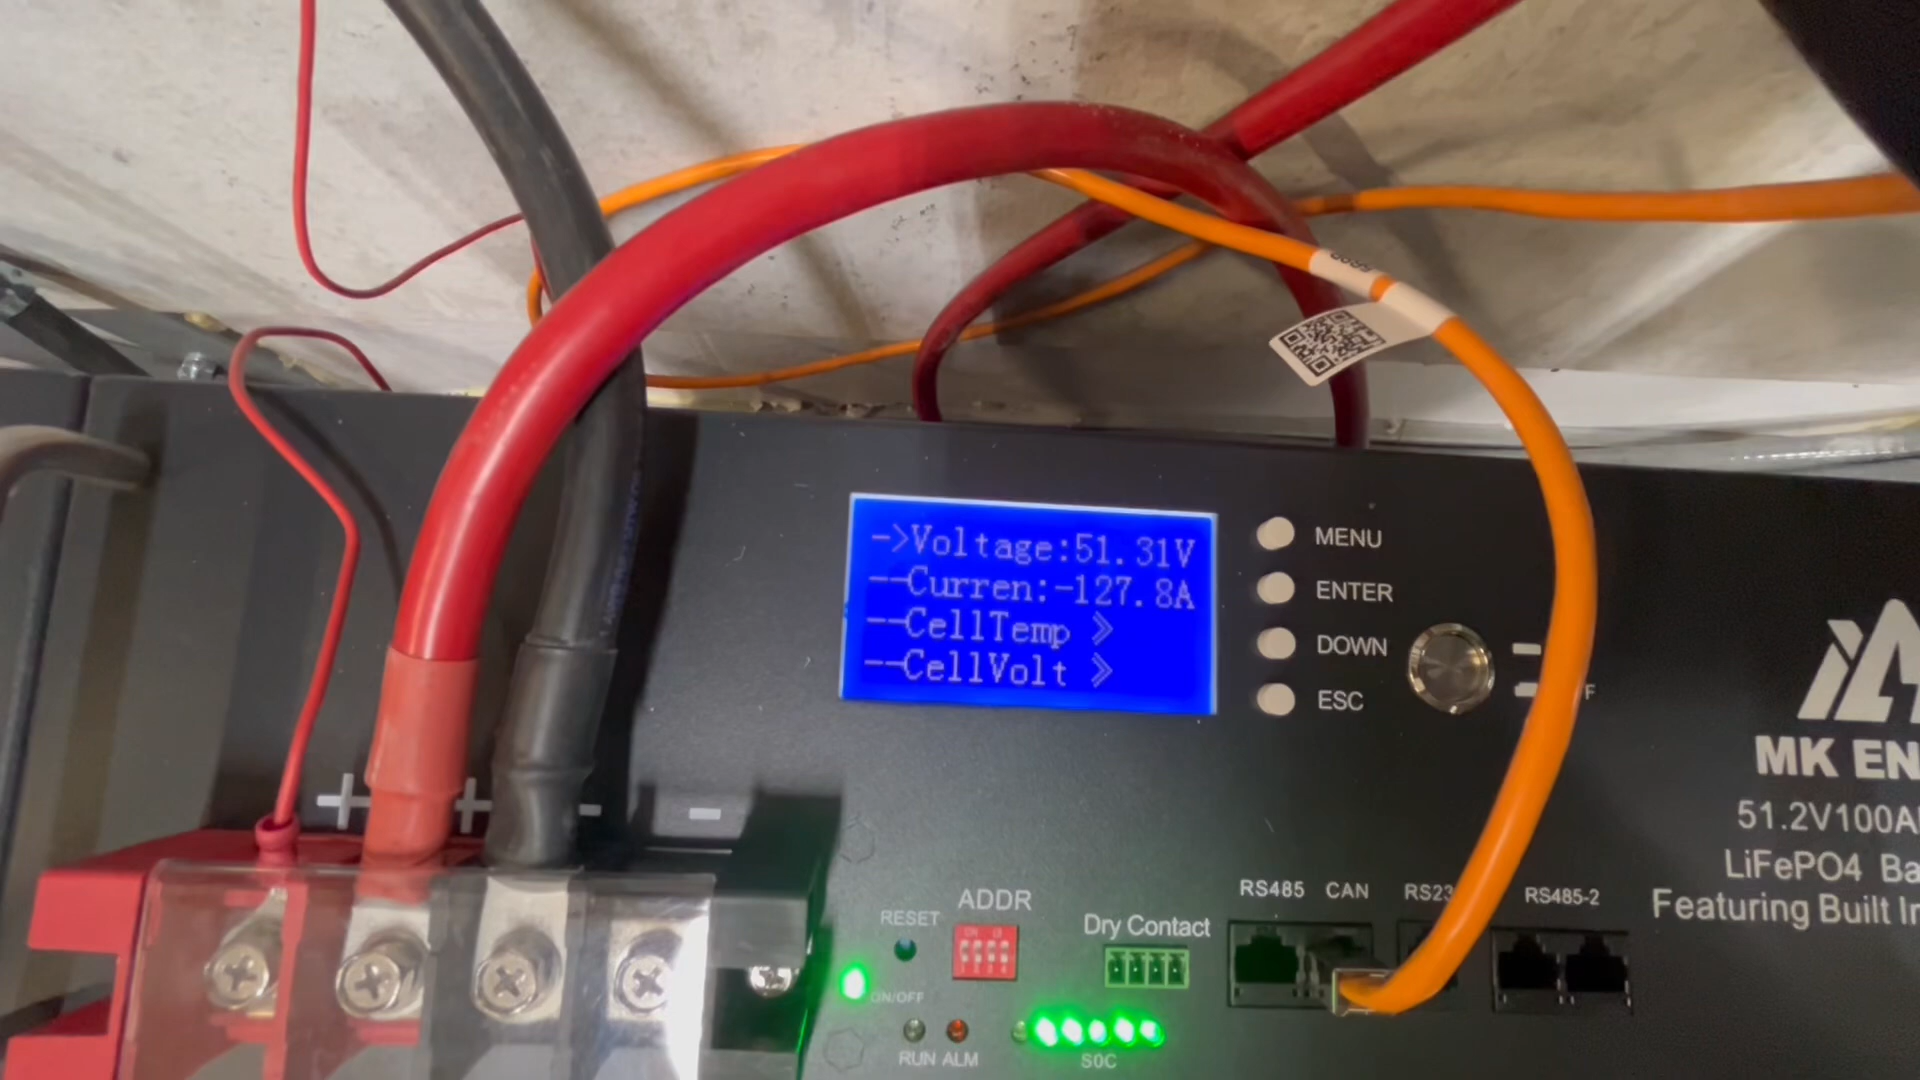 ->Voltage:51.31V
--Curren:-127.8A
--CellTemp >
--CellVolt >
MENU
ENTER
DOWN
ESC
MK EN
51.2V100A
LiFePO4 Ba
Featuring Built In
+ + - -
RS485 CAN RS23 RS485-2
ADDR
RESET
Dry Contact
ON/OFF
RUN ALM
SOC